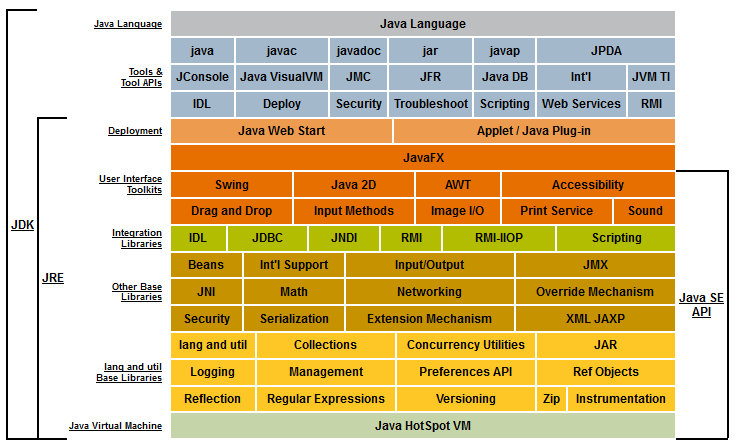 Java Language Java Language
java javac javadoc jar javap JPDA
Tools &
Tool APIs
JConsole Java VisualVM JMC JFR Java DB Int'l JVM TI
IDL Deploy Security Troubleshoot Scripting Web Services RMI
Deployment Java Web Start Applet / Java Plug-in
JavaFX
User Interface
Toolkits
Swing Java 2D AWT Accessibility
Drag and Drop Input Methods Image I/O Print Service Sound
JDK
Integration
Libraries
IDL JDBC JNDI RMI RMI-IIOP Scripting
JRE
Beans Int'l Support Input/Output JMX
Other Base
Libraries
JNI Math Networking Override Mechanism
Java SE
API
Security Serialization Extension Mechanism XML JAXP
lang and util Collections Concurrency Utilities JAR
lang and util
Base Libraries
Logging Management Preferences API Ref Objects
Reflection Regular Expressions Versioning Zip Instrumentation
Java Virtual Machine Java HotSpot VM